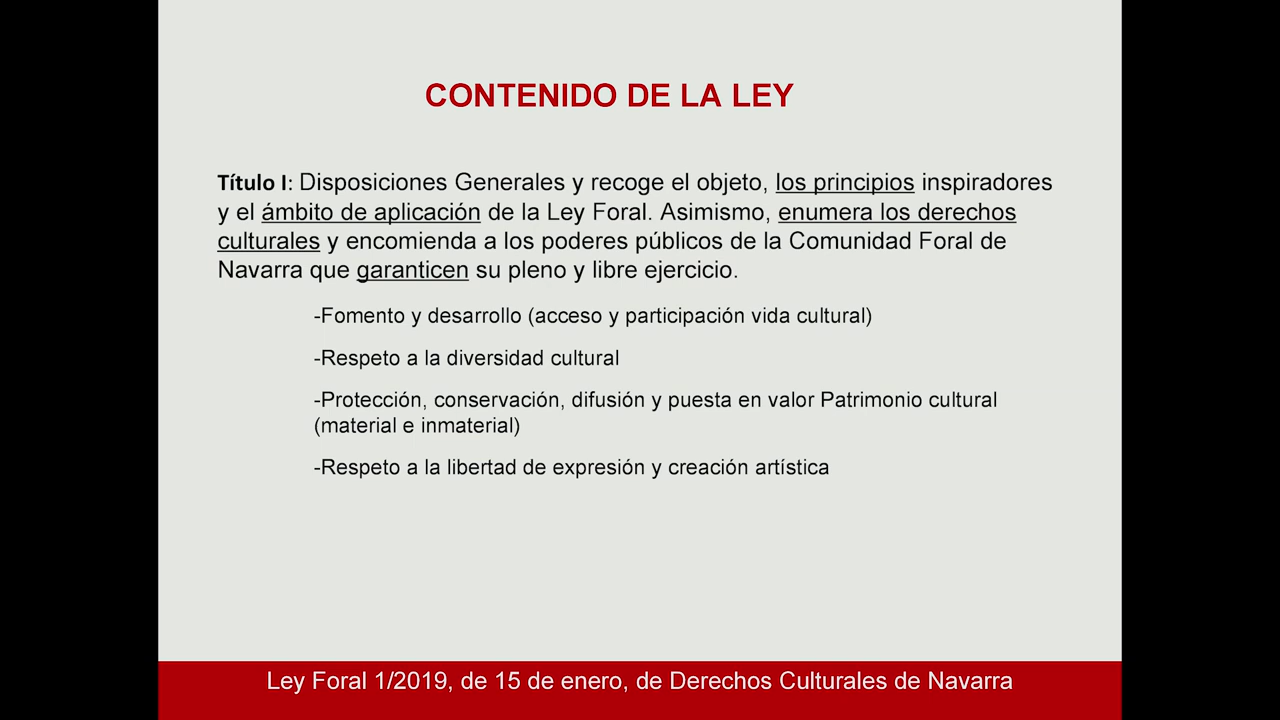 CONTENIDO DE LA LEY
Título I: Disposiciones Generales y recoge el objeto, los principios inspiradores
y el ámbito de aplicación de la Ley Foral. Asimismo, enumera los derechos
culturales y encomienda a los poderes públicos de la Comunidad Foral de
Navarra que garanticen su pleno y libre ejercicio.
-Fomento y desarrollo (acceso y participación vida cultural)
-Respeto a la diversidad cultural
-Protección, conservación, difusión y puesta en valor Patrimonio cultural
(material e inmaterial)
-Respeto a la libertad de expresión y creación artística
Ley Foral 1/2019, de 15 de enero, de Derechos Culturales de Navarra